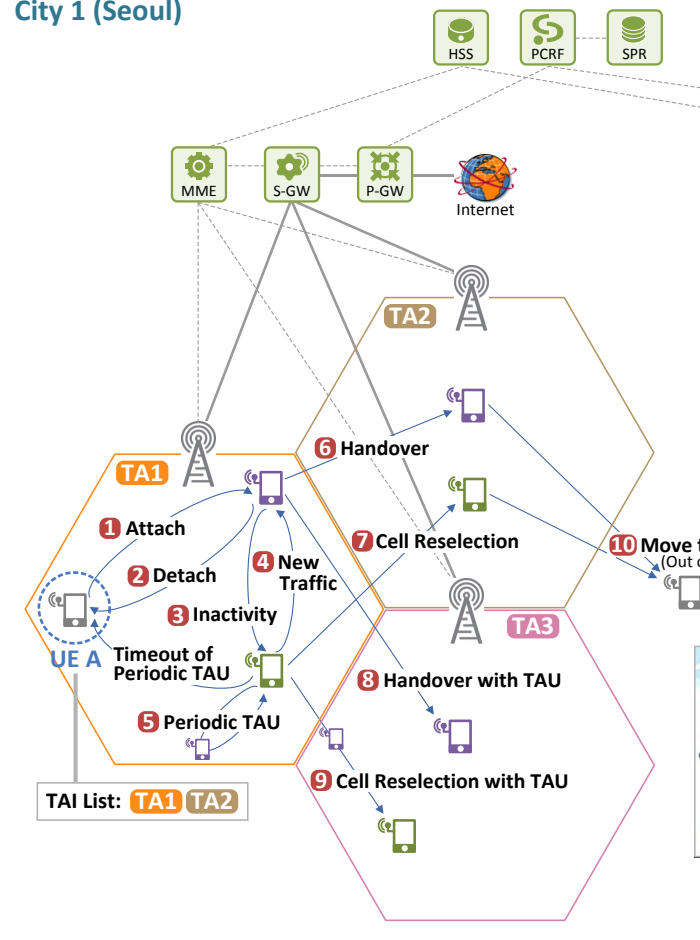 City 1 (Seoul)
HSS
PCRF
SPR
MME
S-GW
P-GW
Internet
TA2
6 Handover
TA1
1 Attach
7 Cell Reselection
10 Move t
(Out o
2 Detach
4 New
Traffic
3 Inactivity
TA3
UE A
Timeout of
Periodic TAU
8 Handover with TAU
5 Periodic TAU
9 Cell Reselection with TAU
TAI List: TA1 TA2